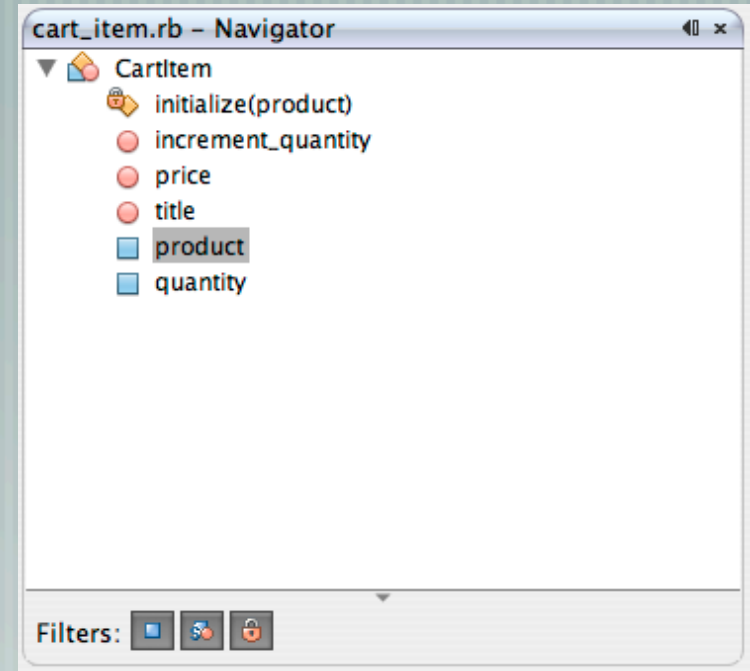 cart_item.rb – Navigator
CartItem
initialize(product)
increment_quantity
price
title
product
quantity
Filters: